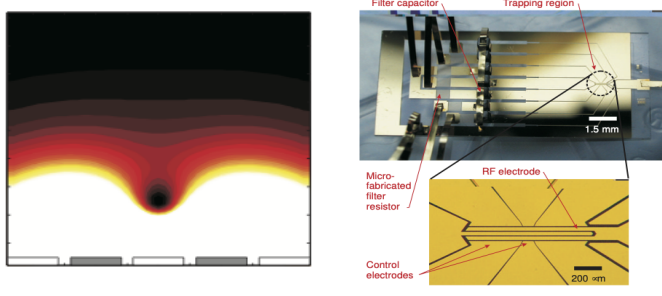 Filter capacitor
Trapping region
1.5 mm
Micro-
fabricated
filter
resistor
RF electrode
Control
electrodes
200 ∝m